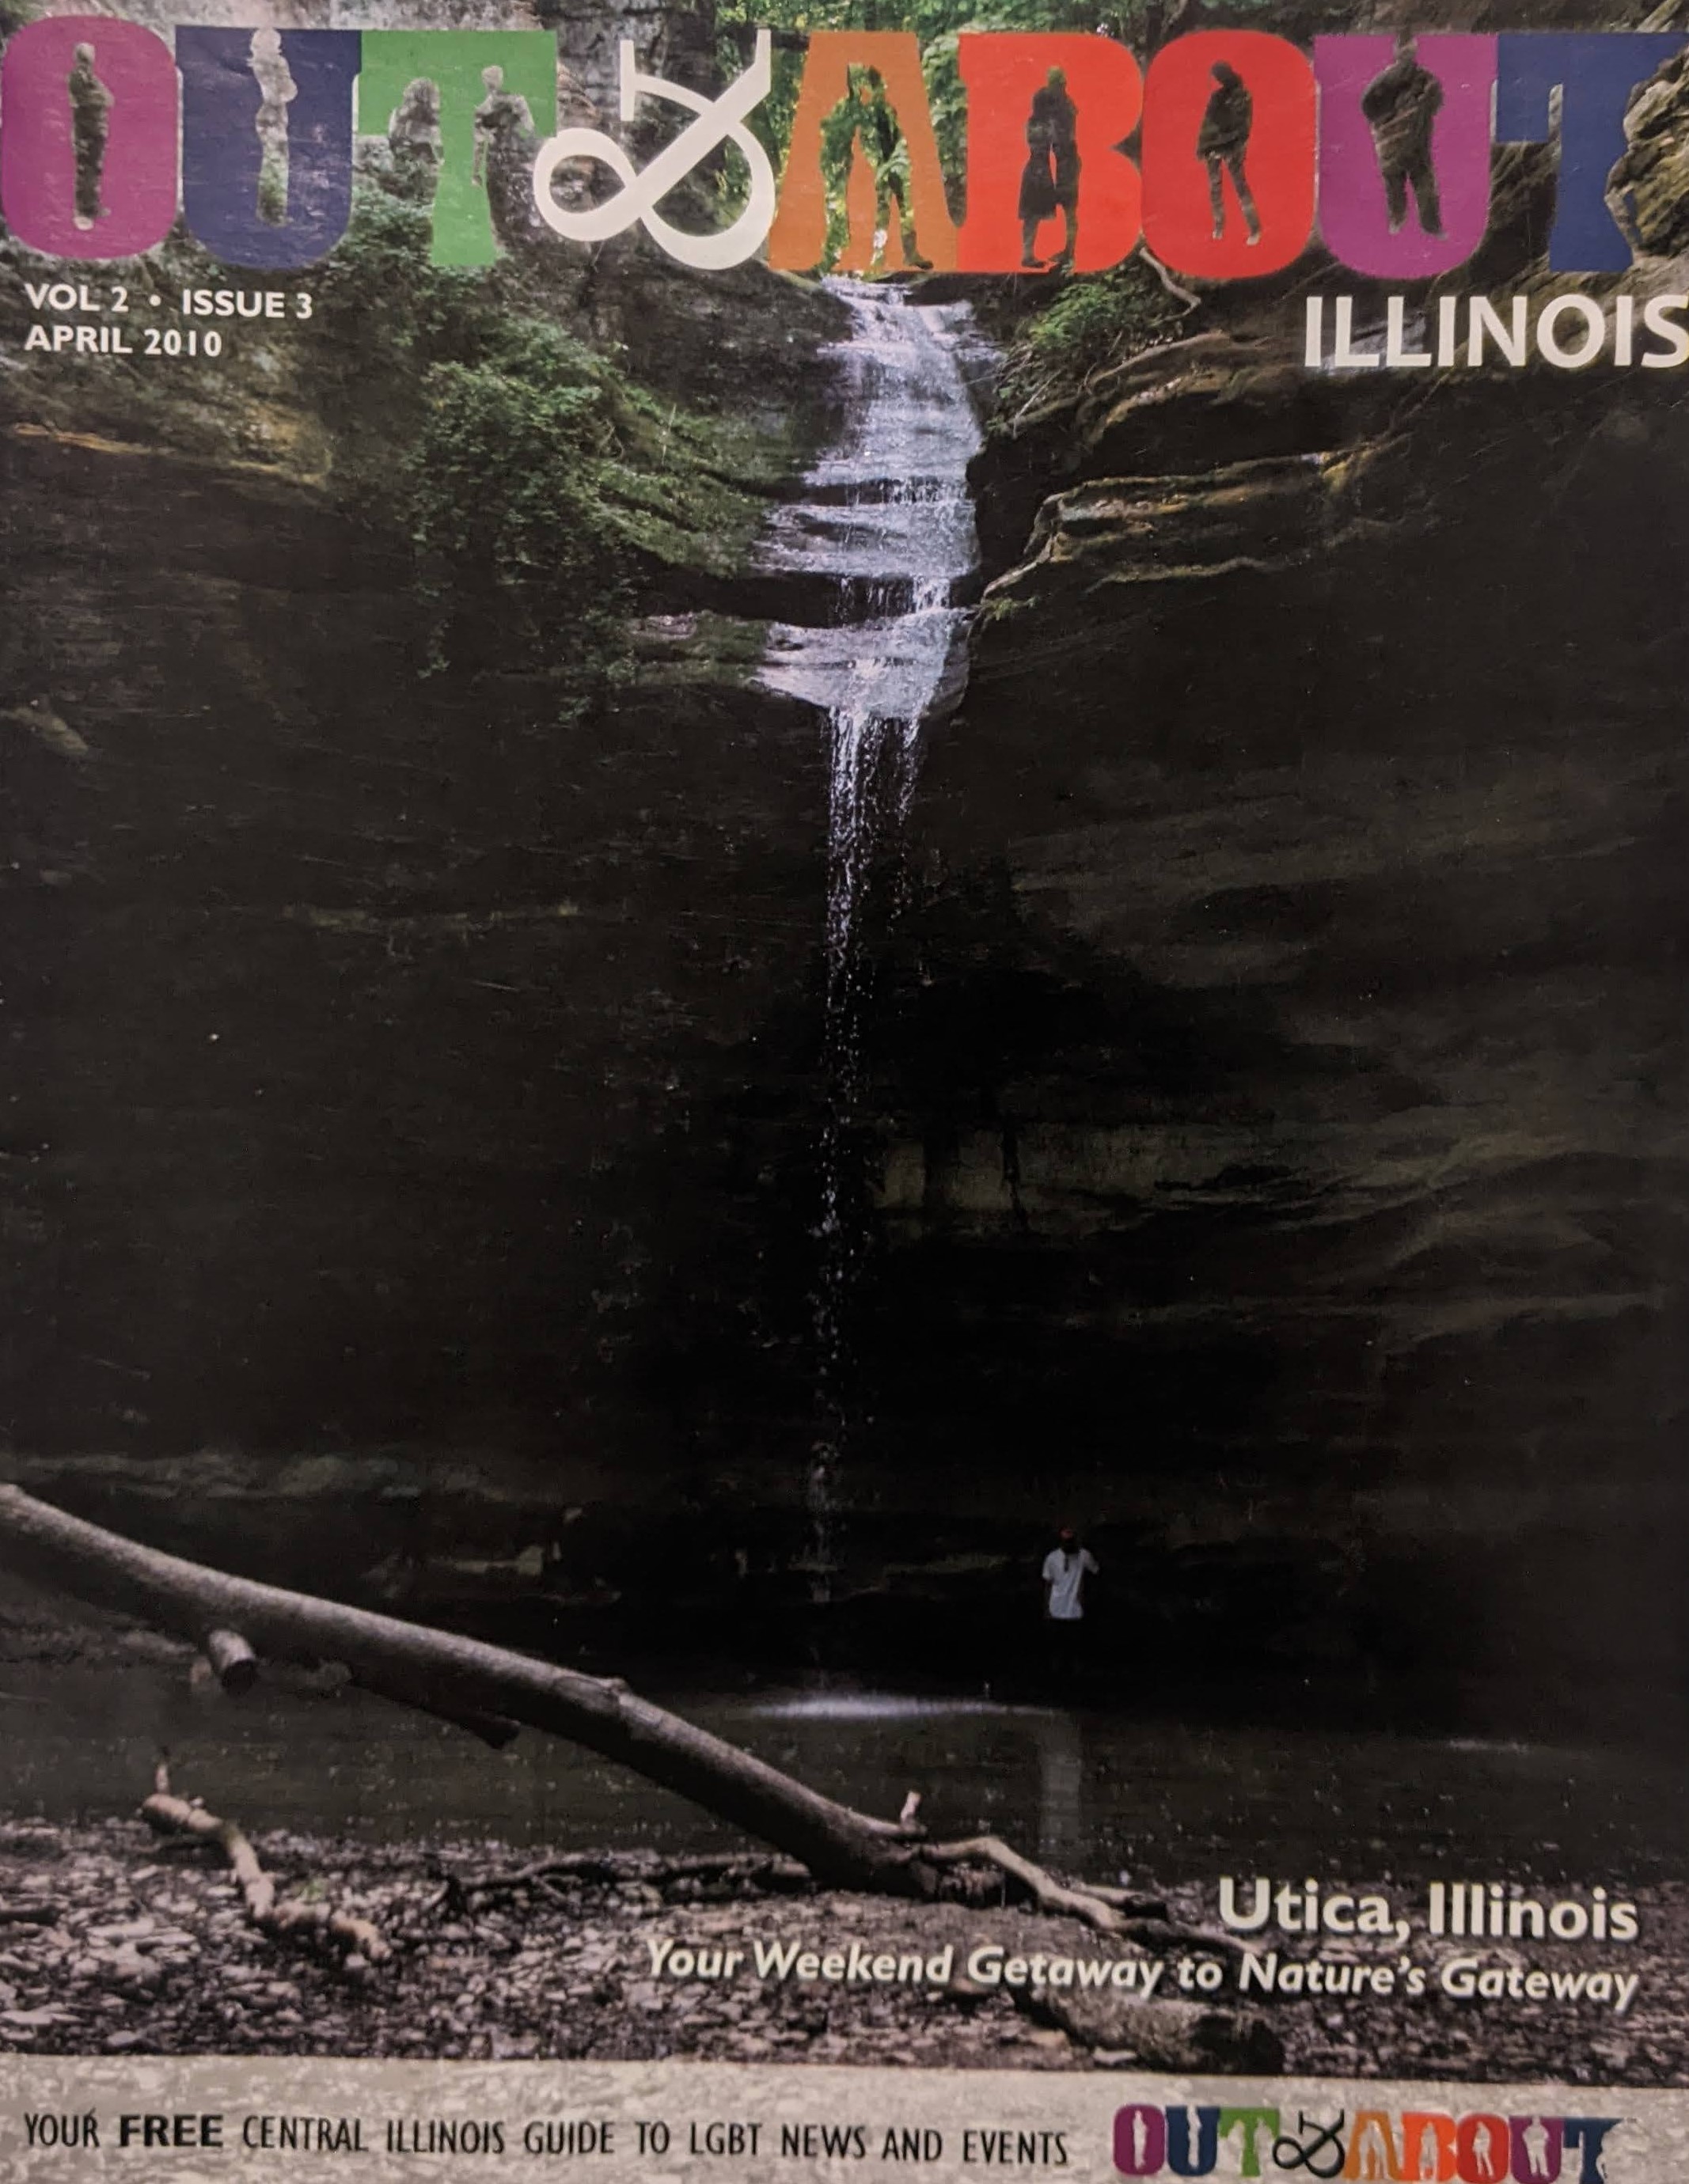 OUT & ABOUT
ILLINOIS
VOL 2 • ISSUE 3
APRIL 2010
Utica, Illinois
Your Weekend Getaway to Nature's Gateway
YOUR FREE CENTRAL ILLINOIS GUIDE TO LGBT NEWS AND EVENTS
OUT & ABOUT